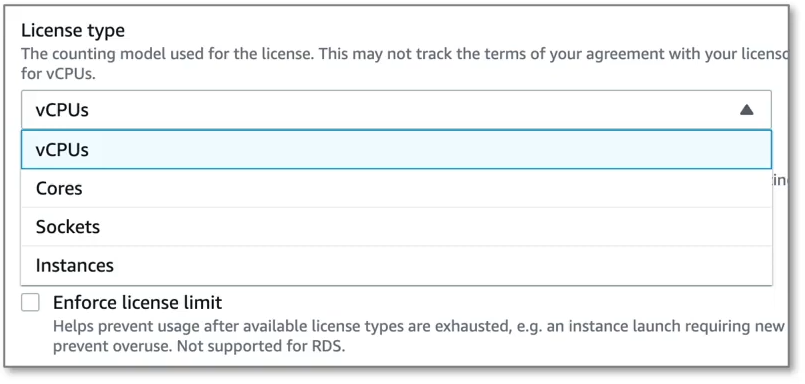 License type
The counting model used for the license. This may not track the terms of your agreement with your
for vCPUs.
vCPUs
vCPUs
Cores
Sockets
Instances
Enforce license limit
Helps prevent usage after available license types are exhausted, e.g. an instance launch requiring new
prevent overuse. Not supported for RDS.